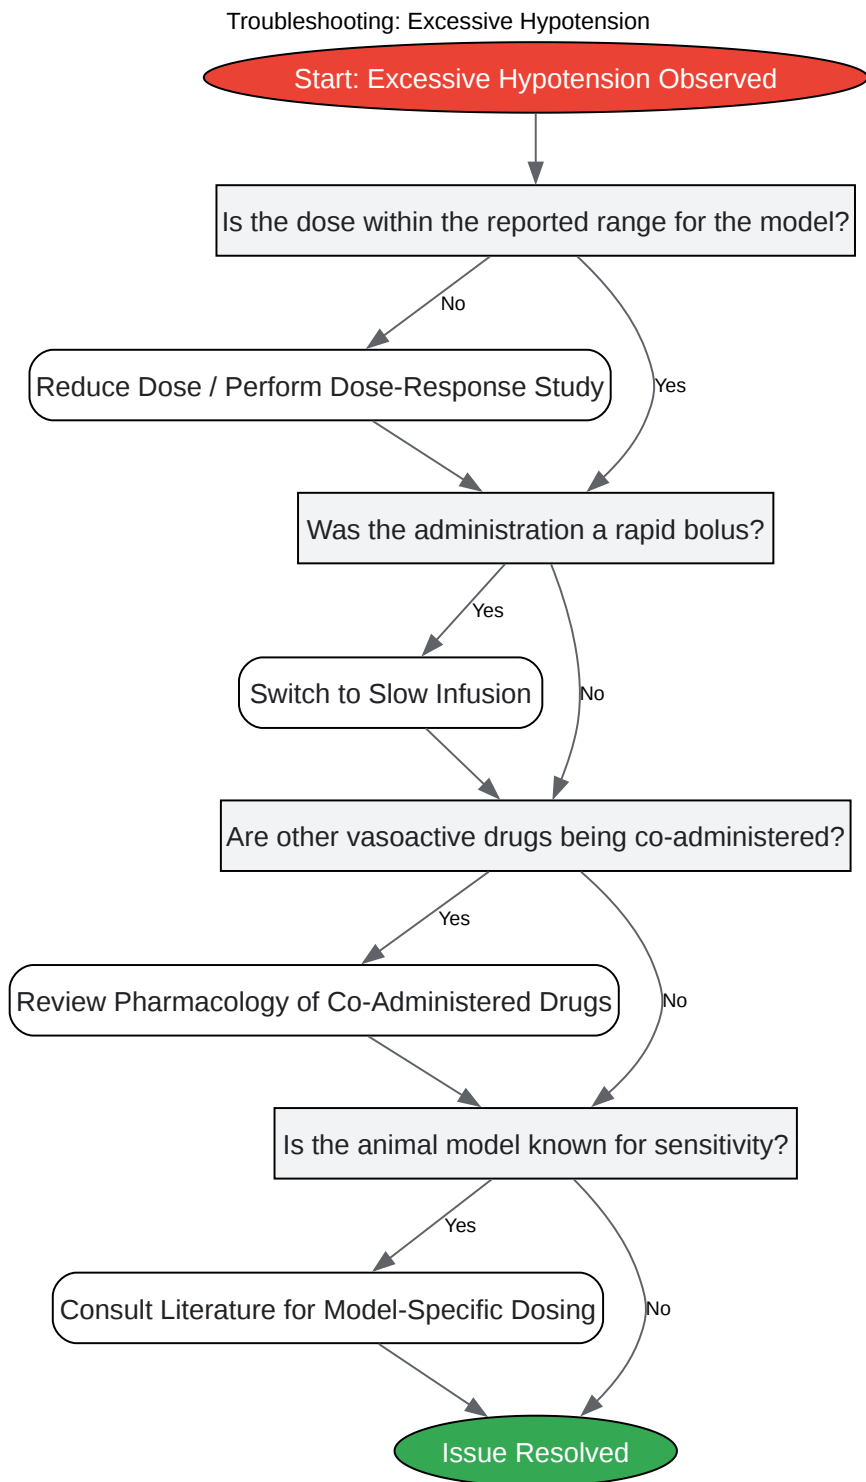 Troubleshooting: Excessive Hypotension
Start: Excessive Hypotension Observed
Is the dose within the reported range for the model?
No
Reduce Dose / Perform Dose-Response Study
Yes
Was the administration a rapid bolus?
Yes
Switch to Slow Infusion
No
Are other vasoactive drugs being co-administered?
Yes
Review Pharmacology of Co-Administered Drugs
No
Is the animal model known for sensitivity?
Yes
Consult Literature for Model-Specific Dosing
No
Issue Resolved